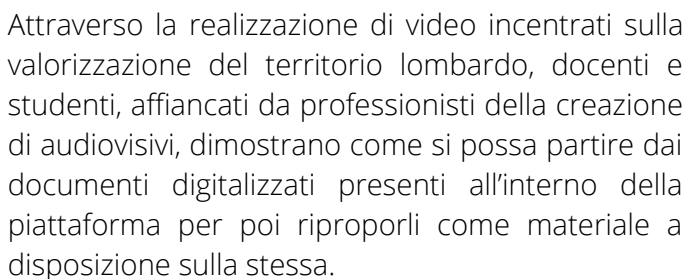 Attraverso la realizzazione di video incentrati sulla
valorizzazione del territorio lombardo, docenti e
studenti, affiancati da professionisti della creazione
di audiovisivi, dimostrano come si possa partire dai
documenti digitalizzati presenti all'interno della
piattaforma per poi riproporli come materiale a
disposizione sulla stessa.